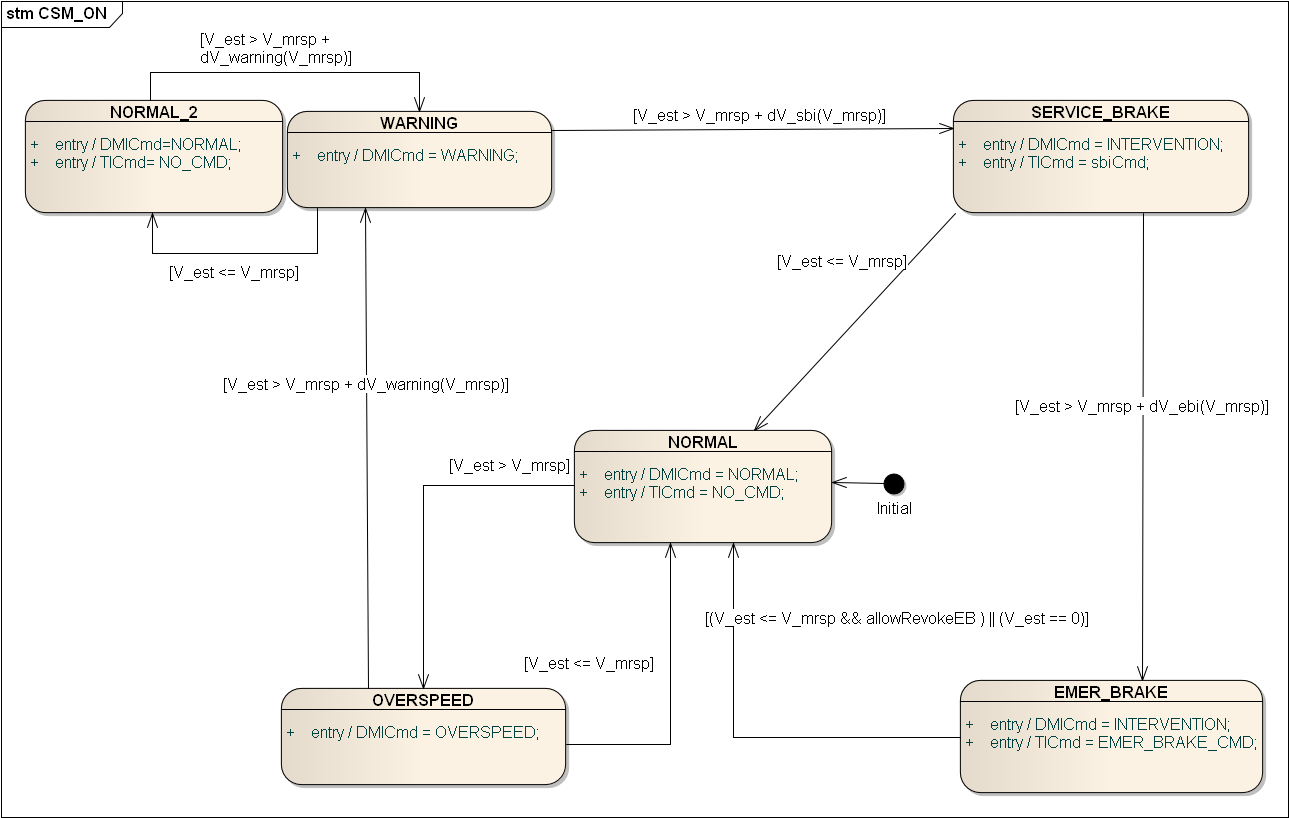 stm CSM_ON
[V_est > V_mrsp +
dV_warning(V_mrsp)]
NORMAL_2
+ entry / DMICmd=NORMAL;
+ entry / TICmd= NO_CMD;
WARNING
+ entry / DMICmd = WARNING;
[V_est > V_mrsp + dV_sbi(V_mrsp)]
SERVICE_BRAKE
+ entry / DMICmd = INTERVENTION;
+ entry / TICmd = sbiCmd;
[V_est <= V_mrsp]
[V_est <= V_mrsp]
[V_est > V_mrsp + dV_warning(V_mrsp)]
[V_est > V_mrsp + dV_ebi(V_mrsp)]
NORMAL
+ entry / DMICmd = NORMAL;
+ entry / TICmd = NO_CMD;
[V_est > V_mrsp]
Initial
[(V_est <= V_mrsp && allowRevokeEB ) || (V_est == 0)]
[V_est <= V_mrsp]
OVERSPEED
+ entry / DMICmd = OVERSPEED;
EMER_BRAKE
+ entry / DMICmd = INTERVENTION;
+ entry / TICmd = EMER_BRAKE_CMD;